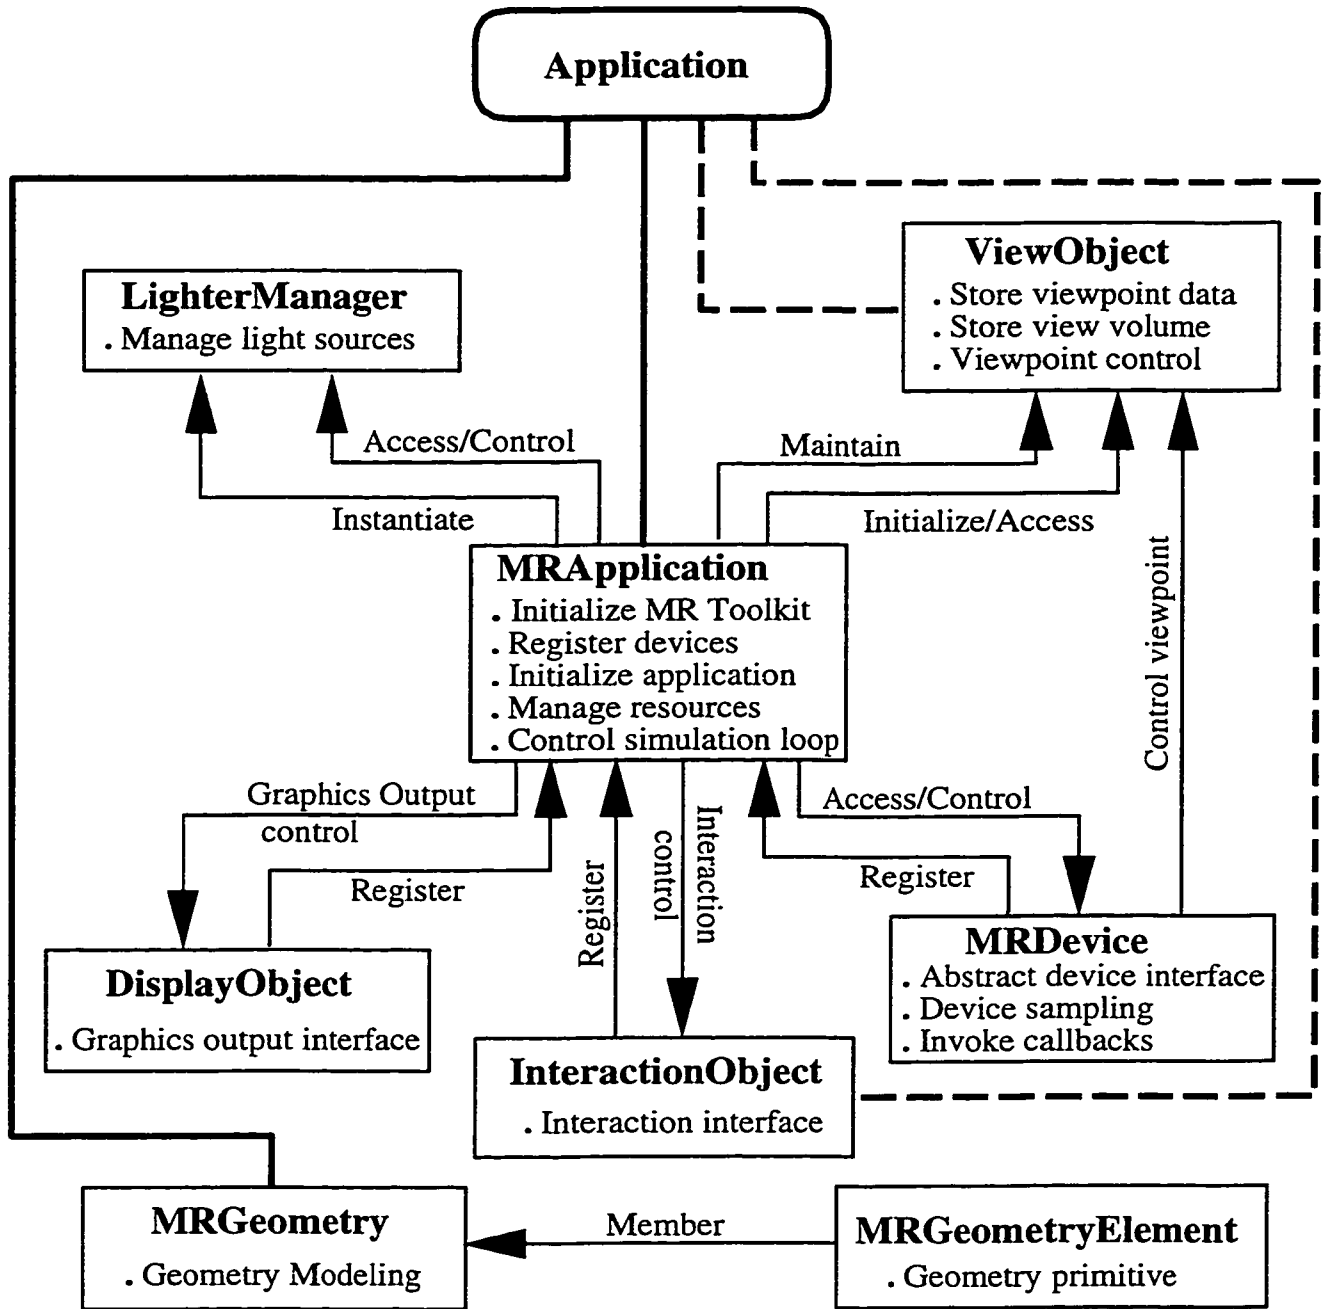 Application
ViewObject
. Store viewpoint data
. Store view volume
. Viewpoint control
LighterManager
. Manage light sources
Access/Control
Instantiate
Maintain
Initialize/Access
Control viewpoint
MRApplication
. Initialize MR Toolkit
. Register devices
. Initialize application
. Manage resources
. Control simulation loop
Graphics Output
control
Register
Register
Interaction
control
Access/Control
Register
MRDevice
. Abstract device interface
. Device sampling
. Invoke callbacks
DisplayObject
. Graphics output interface
InteractionObject
. Interaction interface
MRGeometry
. Geometry Modeling
Member
MRGeometryElement
. Geometry primitive